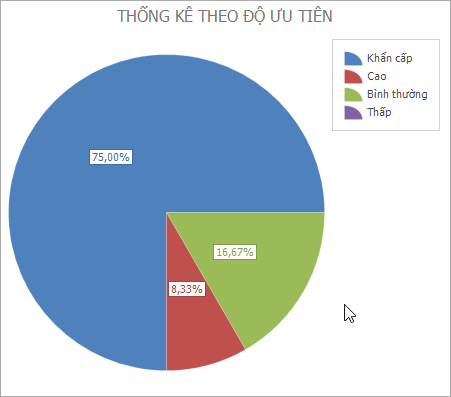 THỐNG KÊ THEO ĐỘ ƯU TIÊN
Khẩn cấp
Cao
Bình thường
Thấp
75,00%
16,67%
8,33%